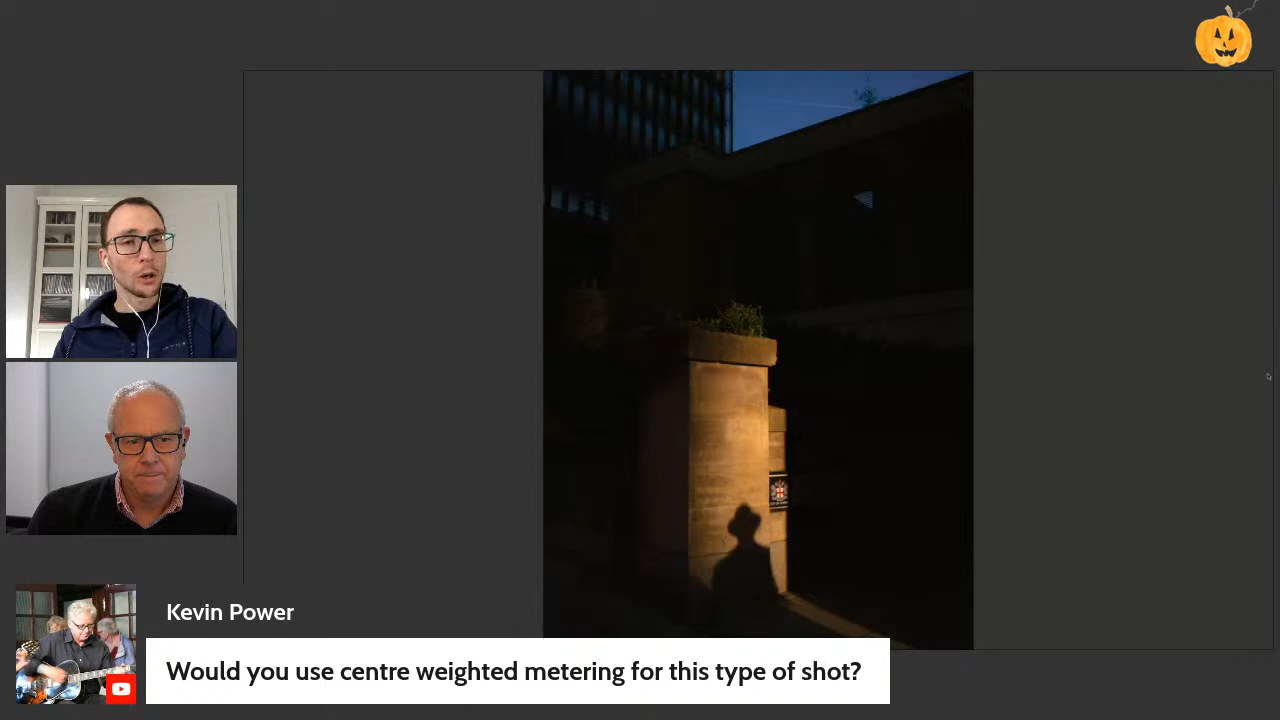 Kevin Power
Would you use centre weighted metering for this type of shot?